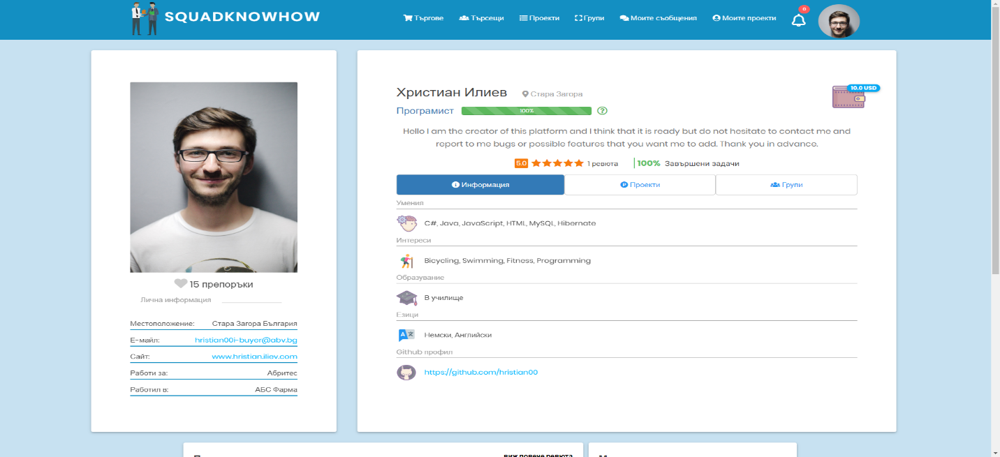 SQUADKNOWHOW
Търгове
Търсещи
Проекти
Групи
Моите съобщения
Моите проекти
0
15 препоръки
Лична информация
Местоположение: Стара Загора България
Е-майл: hristian00i-buyer@abv.bg
Сайт: www.hristian.iliev.com
Работи за: Абритес
Работил в: АБС Фарма
Христиан Илиев Стара Загора
10.0 USD
Програмист 100%
Hello I am the creator of this platform and I think that it is ready but do not hesitate to contact me and
report to me bugs or possible features that you want me to add. Thank you in advance.
5.0 1 ревюта 100% Завършени задачи
Информация
Проекти
Групи
Умения
C#, Java, JavaScript, HTML, MySQL, Hibernate
Интереси
Bicycling, Swimming, Fitness, Programming
Образувание
В училище
Езици
Немски, Английски
Github профил
https://github.com/hristian00
виж повече ревюта